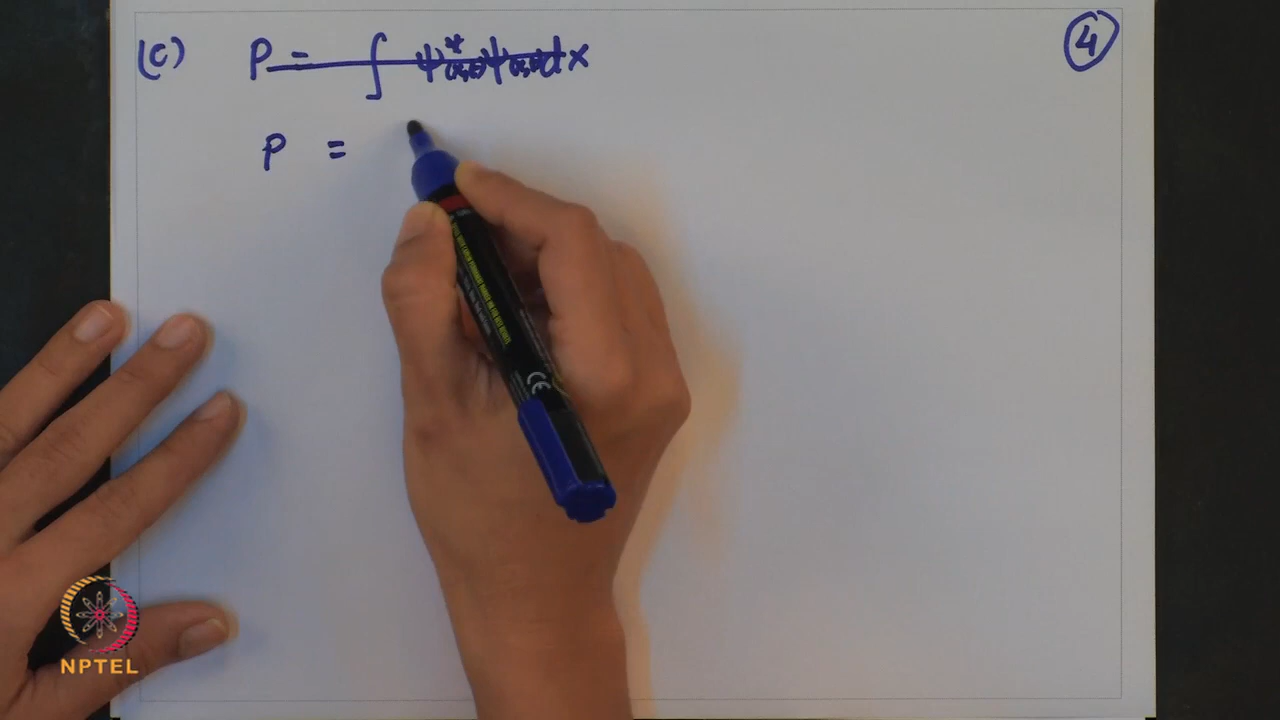 (C) P = ∫ ψ*(x,t) ψ(x,t) dx
④
P =
NPTEL